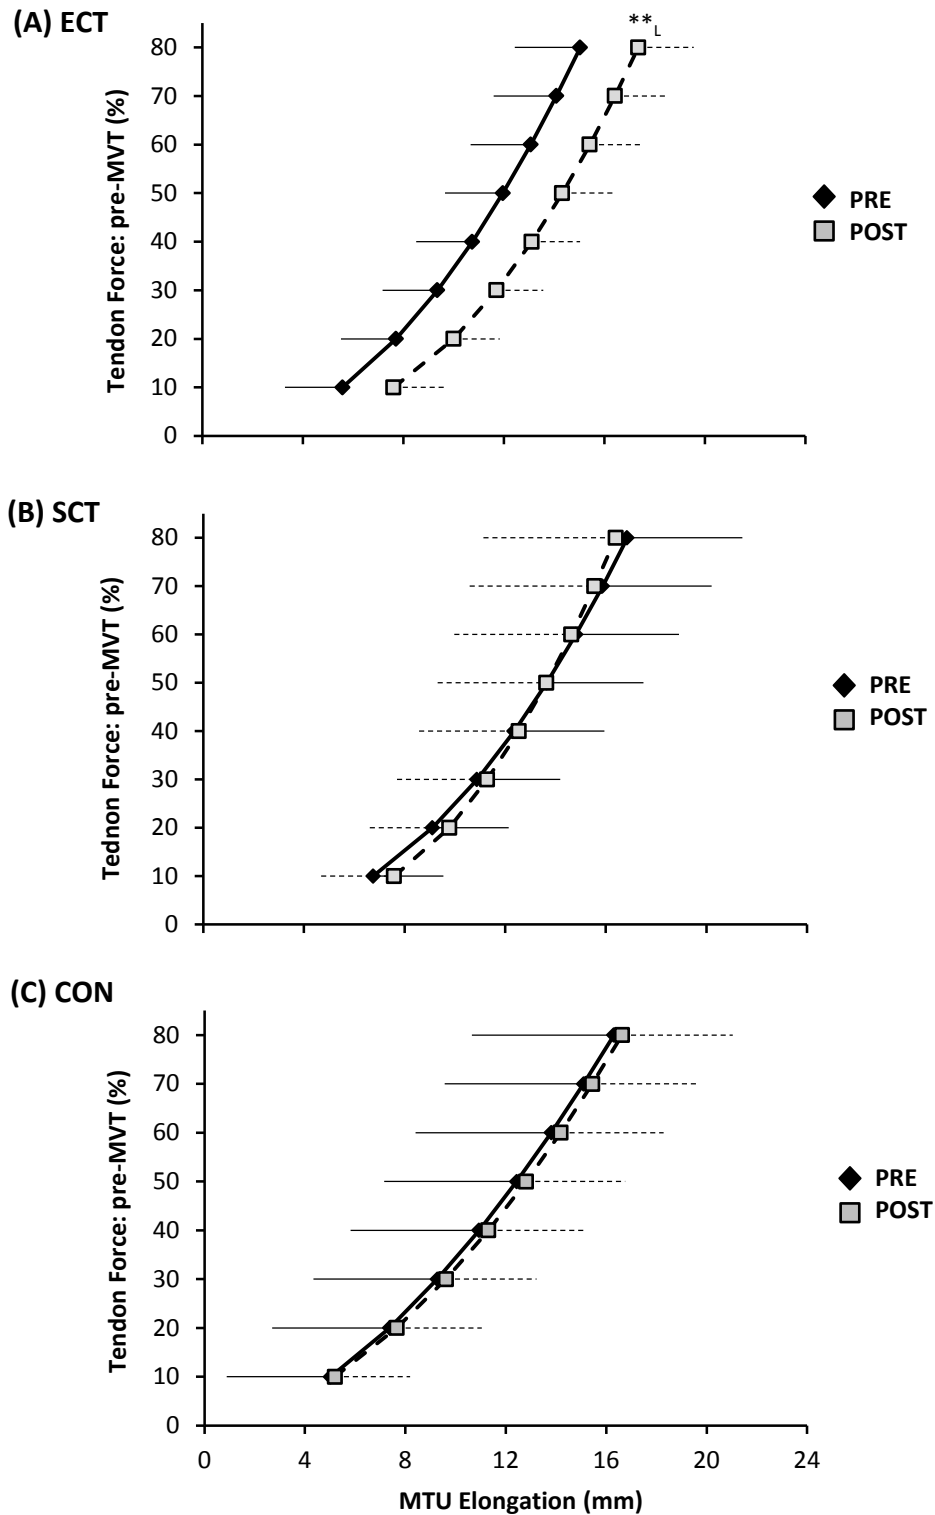 (A) ECT
**L
Tendon Force: pre-MVT (%)
80
70
60
50
40
30
20
10
0
PRE
POST
(B) SCT
Tednon Force: pre-MVT (%)
80
70
60
50
40
30
20
10
0
PRE
POST
(C) CON
Tendon Force: pre-MVT (%)
80
70
60
50
40
30
20
10
0
PRE
POST
0 4 8 12 16 20 24
MTU Elongation (mm)